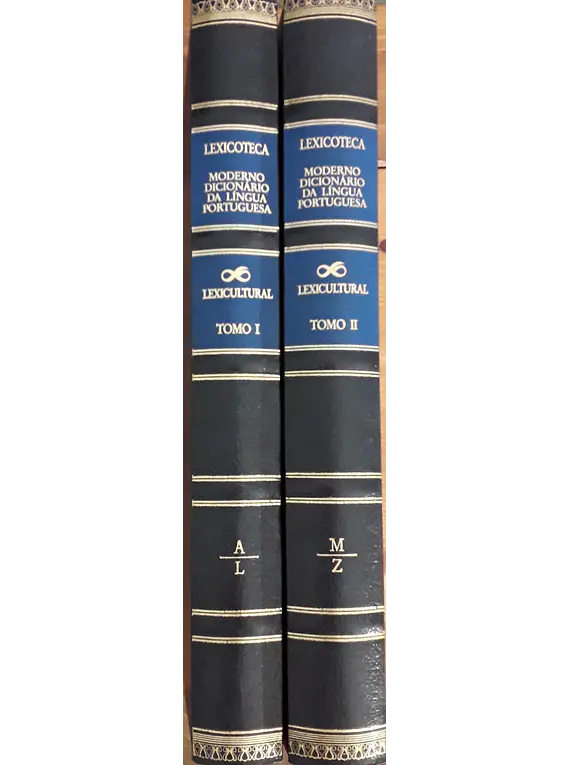 LEXICOTECA
MODERNO
DICIONÁRIO
DA LÍNGUA
PORTUGUESA
LEXICULTURAL
TOMO I
A
L
LEXICOTECA
MODERNO
DICIONÁRIO
DA LÍNGUA
PORTUGUESA
LEXICULTURAL
TOMO II
M
Z